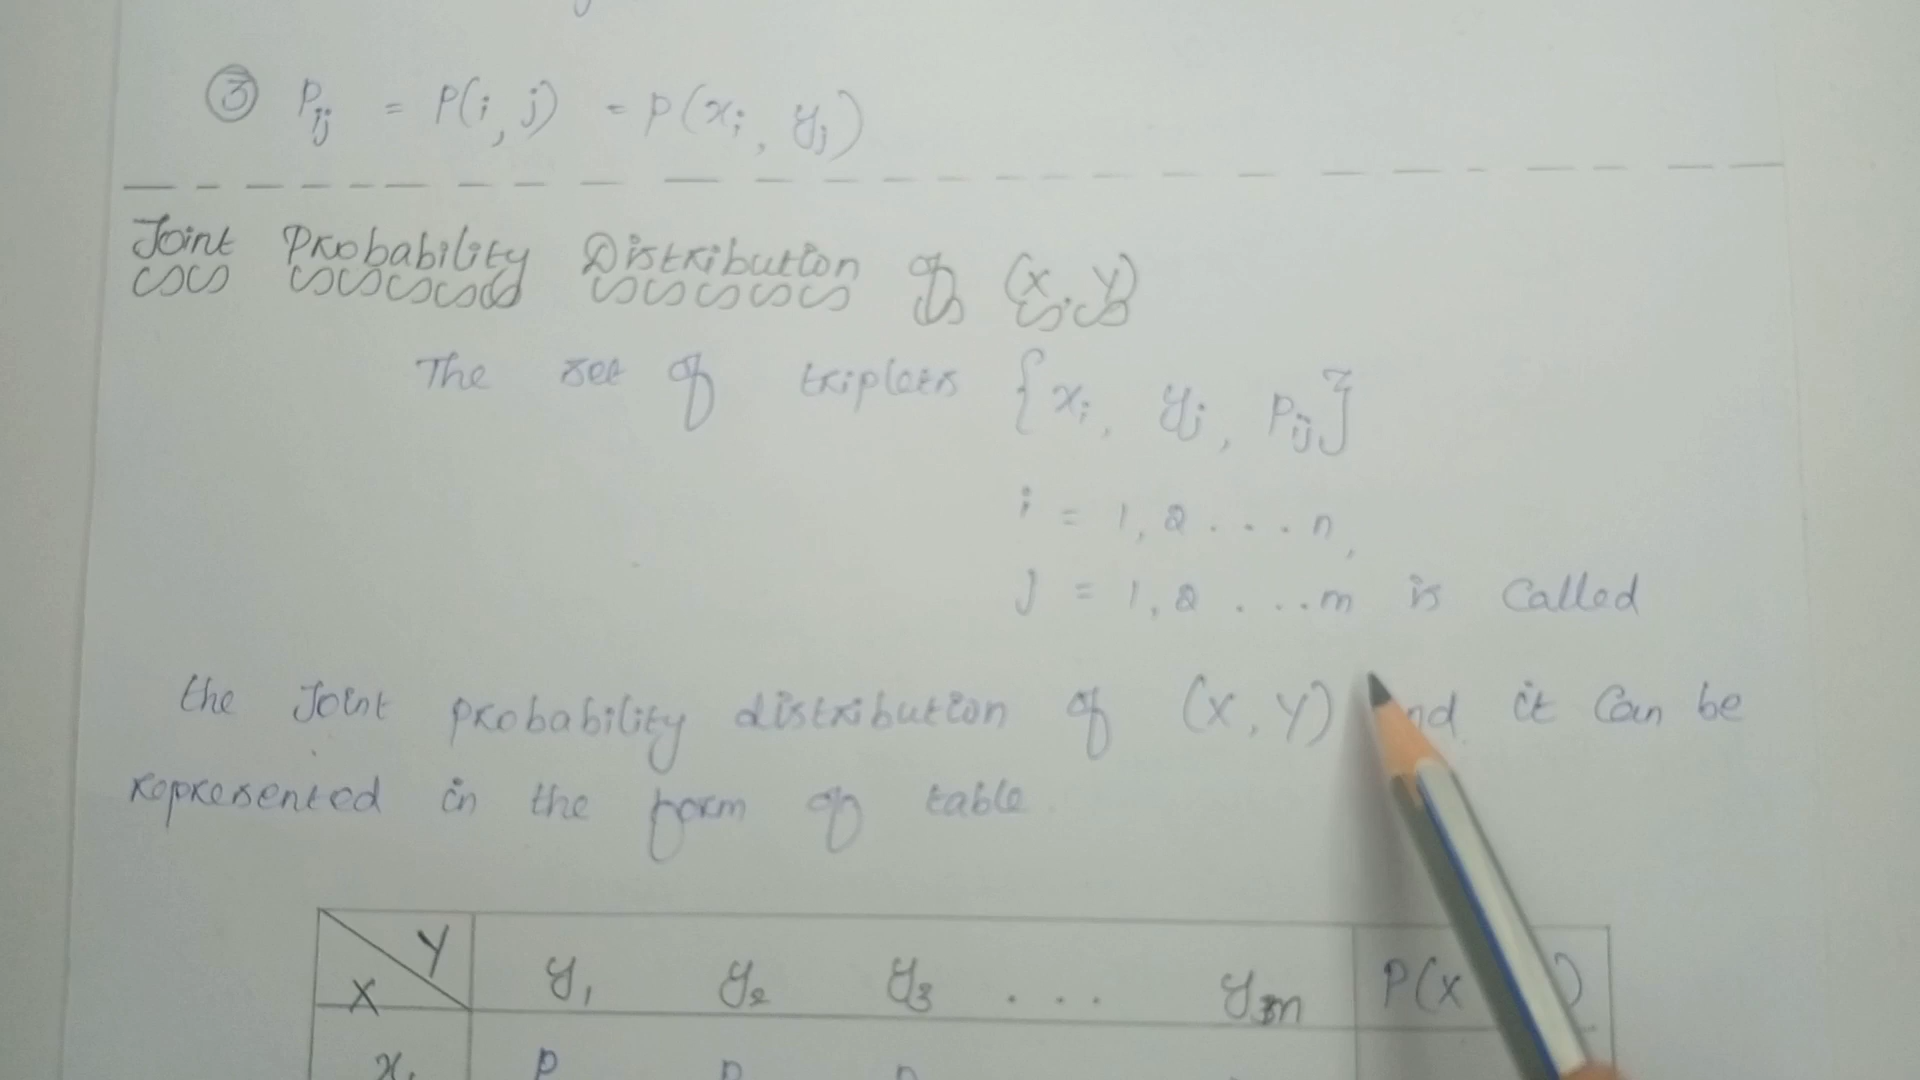 ③ Pij = P(i, j) = P(xi, yj)
Joint Probability Distribution of (X, Y)
The set of triplets {xi, yj, Pij}
i = 1, 2 . . . n,
J = 1, 2 . . . m is called
the Joint probability distribution of (X, Y) and it can be
represented in the form of table
Y
X y1 y2 y3 . . . ym P(X )
x P P P